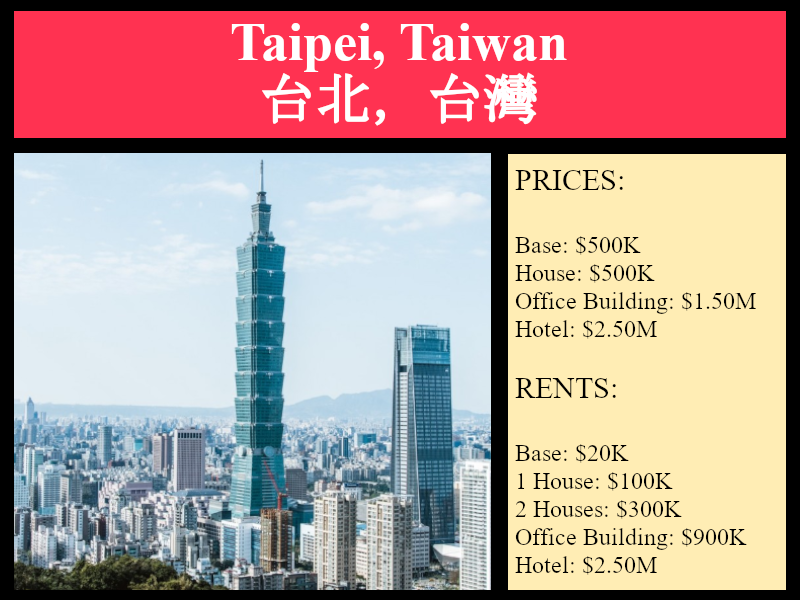 Taipei, Taiwan
台北，台灣
PRICES:
Base: $500K
House: $500K
Office Building: $1.50M
Hotel: $2.50M
RENTS:
Base: $20K
1 House: $100K
2 Houses: $300K
Office Building: $900K
Hotel: $2.50M